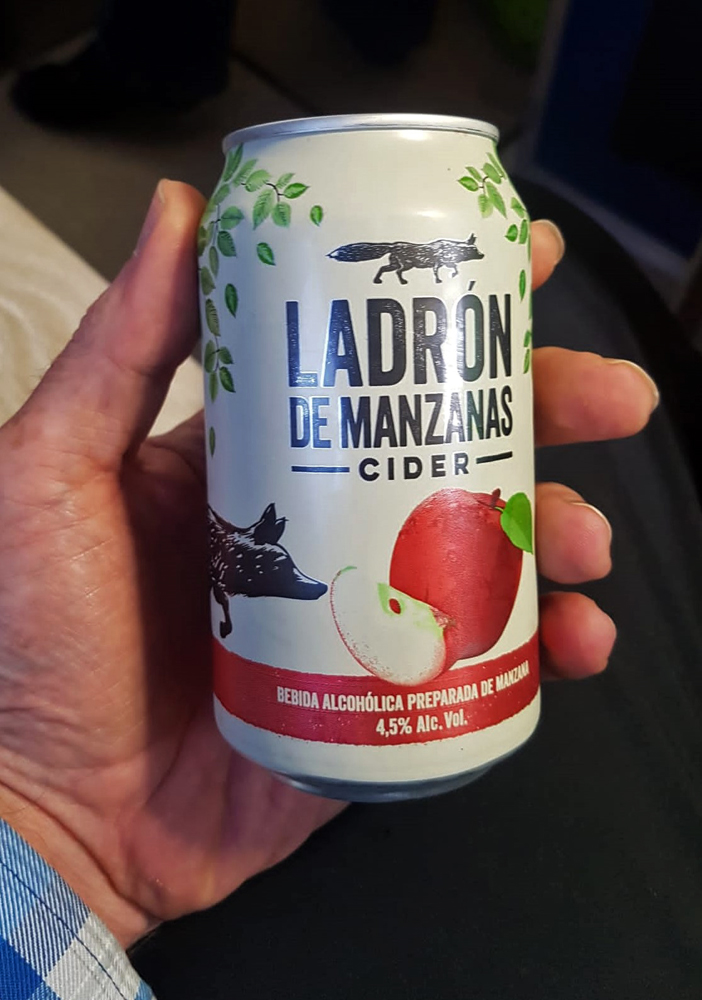 LADRÓN
DE MANZANAS
CIDER
BEBIDA ALCOHÓLICA PREPARADA DE MANZANA
4,5% Alc. Vol.